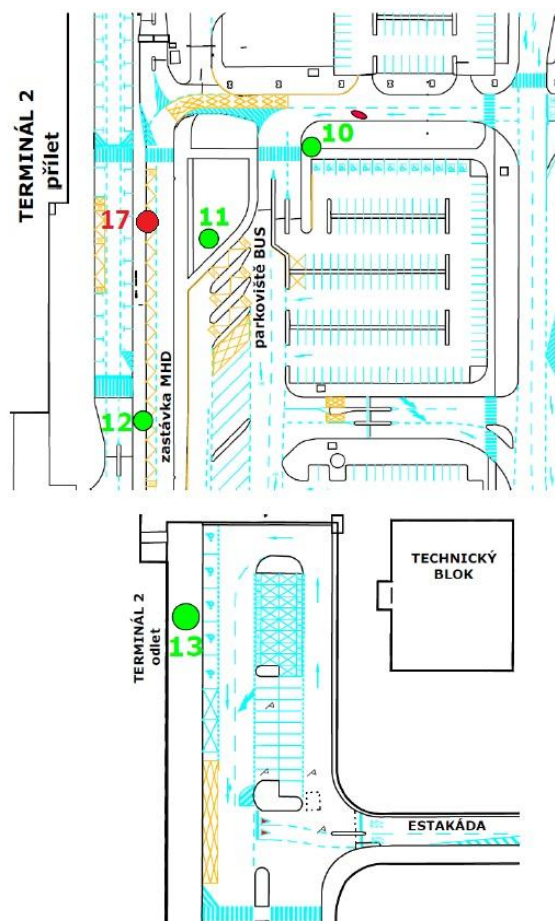 TERMINÁL 2
přílet
10
17
11
parkoviště BUS
12
zastávka MHD
TERMINÁL 2
odlet
13
TECHNICKÝ
BLOK
ESTAKÁDA